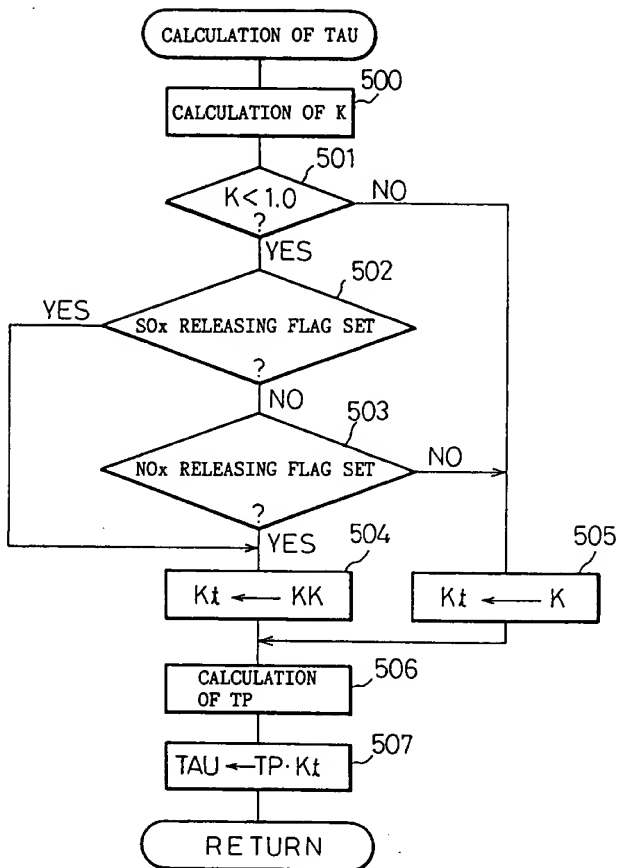 CALCULATION OF TAU
500
CALCULATION OF K
501
K<1.0
?
NO
YES
502
YES
SOx RELEASING FLAG SET
?
NO
503
NOx RELEASING FLAG SET
NO
?
YES
504
505
Kt ← KK
Kt ← K
506
CALCULATION
OF TP
507
TAU ← TP·Kt
RETURN